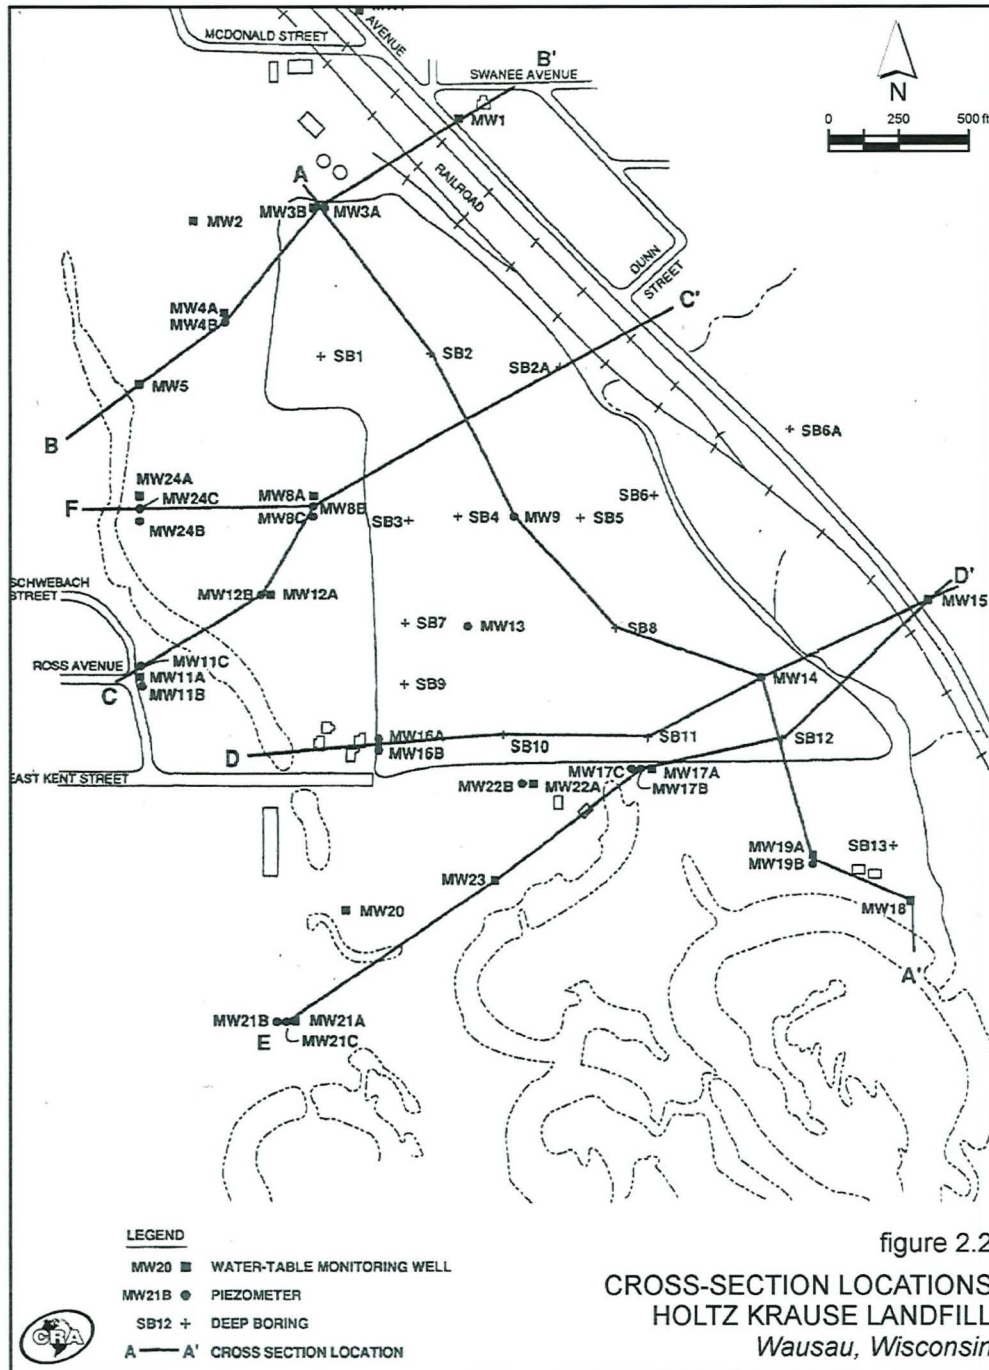 AVENUE
MCDONALD STREET
B'
SWANEE AVENUE
N
0 250 500 ft
MW1
A
RAILROAD
MW3B MW3A
MW2
DUNN
STREET
C'
MW4A
MW4B
SB1
SB2
SB2A
MW5
B
SB6A
MW24A
MW24C
MW8A
SB6
F
MW8B
MW24B
MW8C
SB3
SB4
MW9
SB5
SCHWEBACH
STREET
D'
MW12B MW12A
MW15
SB7
MW13
SB8
ROSS AVENUE
MW11C
MW11A
C
MW11B
SB9
MW14
MW16A
D
MW16B
SB10
SB11
SB12
EAST KENT STREET
MW17C MW17A
MW22B MW22A
MW17B
MW19A
SB13
MW19B
MW23
MW20
MW18
A'
MW21B MW21A
E
MW21C
LEGEND
MW20 WATER-TABLE MONITORING WELL
MW21B PIEZOMETER
SB12 DEEP BORING
A A' CROSS SECTION LOCATION
CRA
figure 2.2
CROSS-SECTION LOCATIONS
HOLTZ KRAUSE LANDFILL
Wausau, Wisconsin